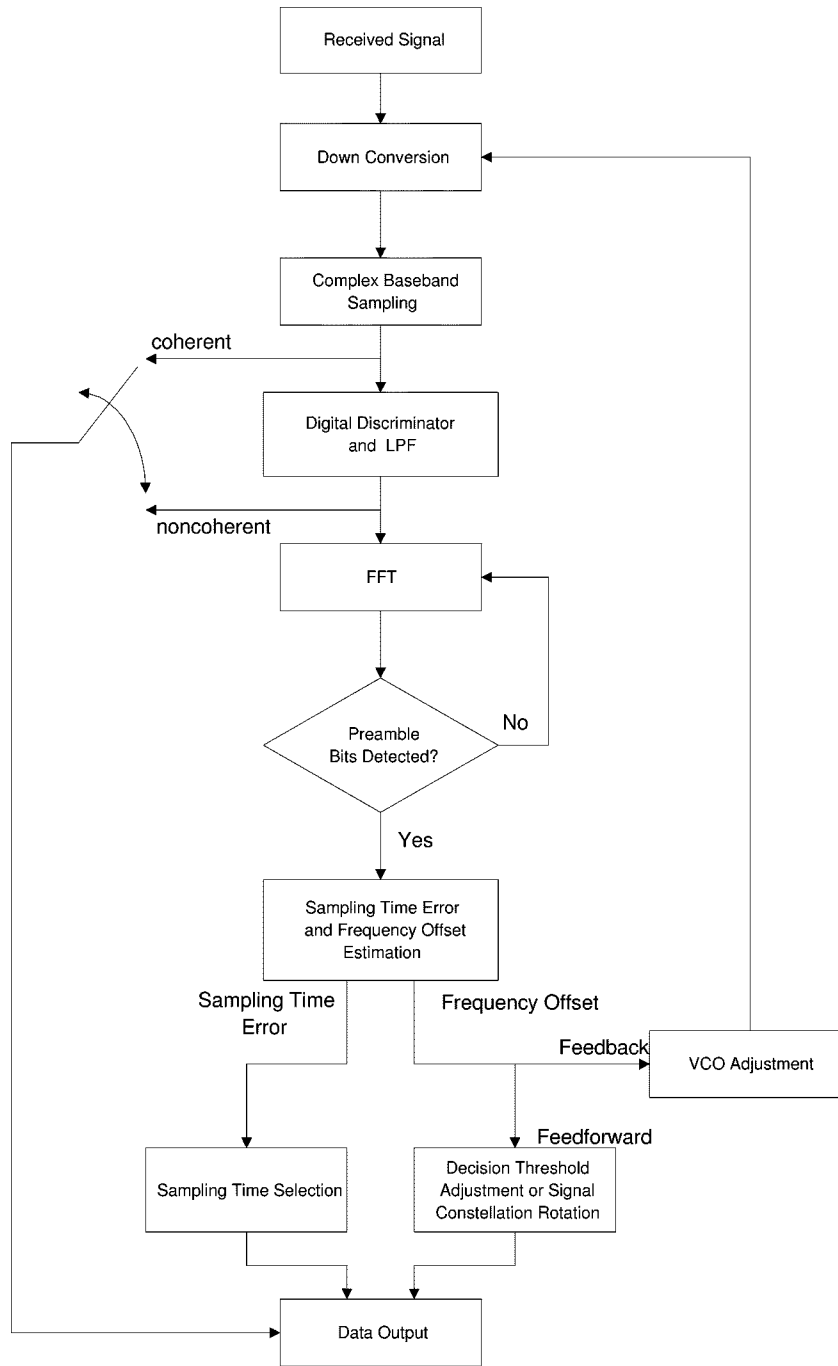 Received Signal
Down Conversion
Complex Baseband
Sampling
coherent
Digital Discriminator
and LPF
noncoherent
FFT
No
Preamble
Bits Detected?
Yes
Sampling Time Error
and Frequency Offset
Estimation
Sampling Time
Error
Frequency Offset
Feedback
VCO Adjustment
Feedforward
Sampling Time Selection
Decision Threshold
Adjustment or Signal
Constellation Rotation
Data Output